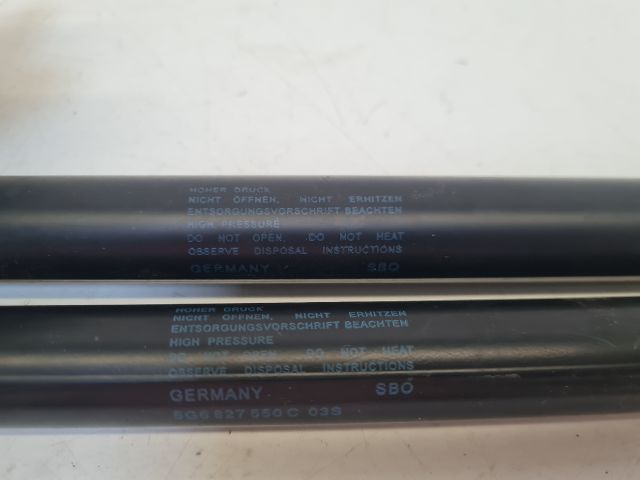 HOHER DRUCK
NICHT ÖFFNEN, NICHT ERHITZEN
ENTSORGUNGSVORSCHRIFT BEACHTEN
HIGH PRESSURE
DO NOT OPEN, DO NOT HEAT
OBSERVE DISPOSAL INSTRUCTIONS
GERMANY SBO
HOHER DRUCK
NICHT ÖFFNEN, NICHT ERHITZEN
ENTSORGUNGSVORSCHRIFT BEACHTEN
HIGH PRESSURE
DO NOT OPEN DO NOT HEAT
OBSERVE DISPOSAL INSTRUCTIONS
GERMANY SBO
5G6 827 550 C 03S